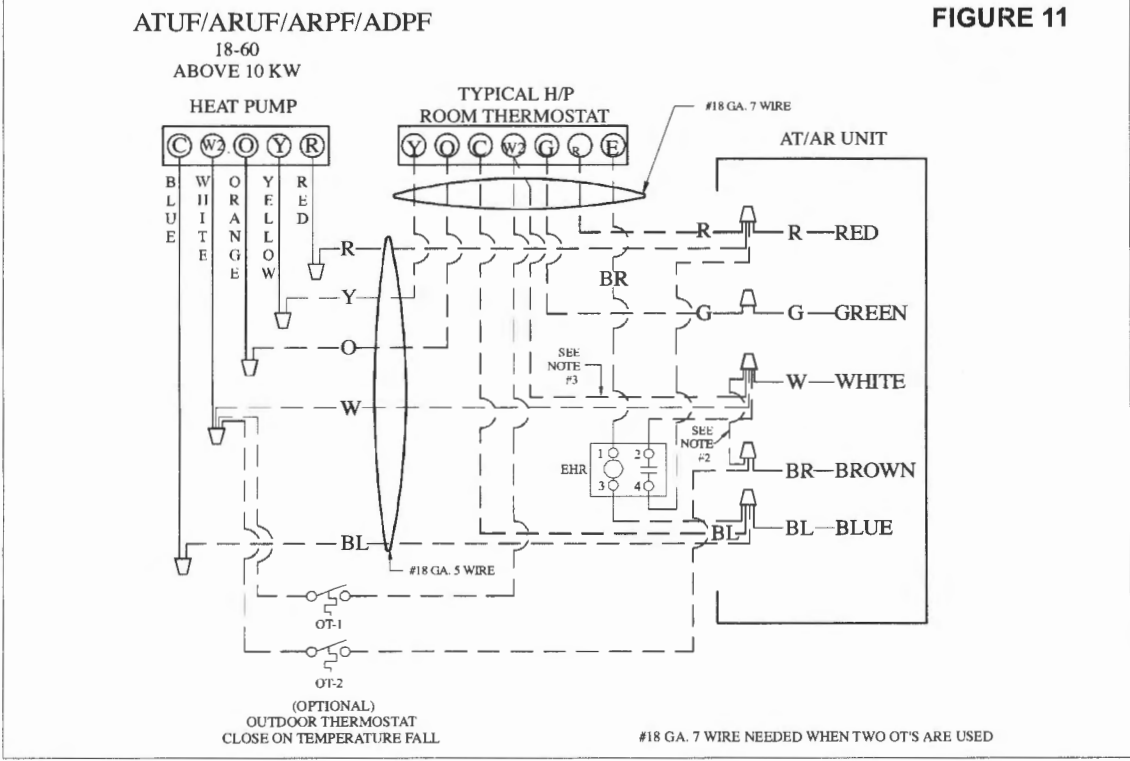 ATUF/ARUF/ARPF/ADPF
FIGURE 11
18-60
ABOVE 10 KW
HEAT PUMP
TYPICAL H/P
ROOM THERMOSTAT
#18 GA. 7 WIRE
AT/AR UNIT
C W2 O Y R
Y O C W2 G R E
BLUE
WHITE
ORANGE
YELLOW
RED
R
R
R—RED
BR
Y
G
G—GREEN
O
SEE
NOTE
#3
W—WHITE
W
SEE
NOTE
#2
EHR
1
2
3
4
BR—BROWN
BL
BL—BLUE
BL
#18 GA. 5 WIRE
OT-1
OT-2
(OPTIONAL)
OUTDOOR THERMOSTAT
CLOSE ON TEMPERATURE FALL
#18 GA. 7 WIRE NEEDED WHEN TWO OT'S ARE USED